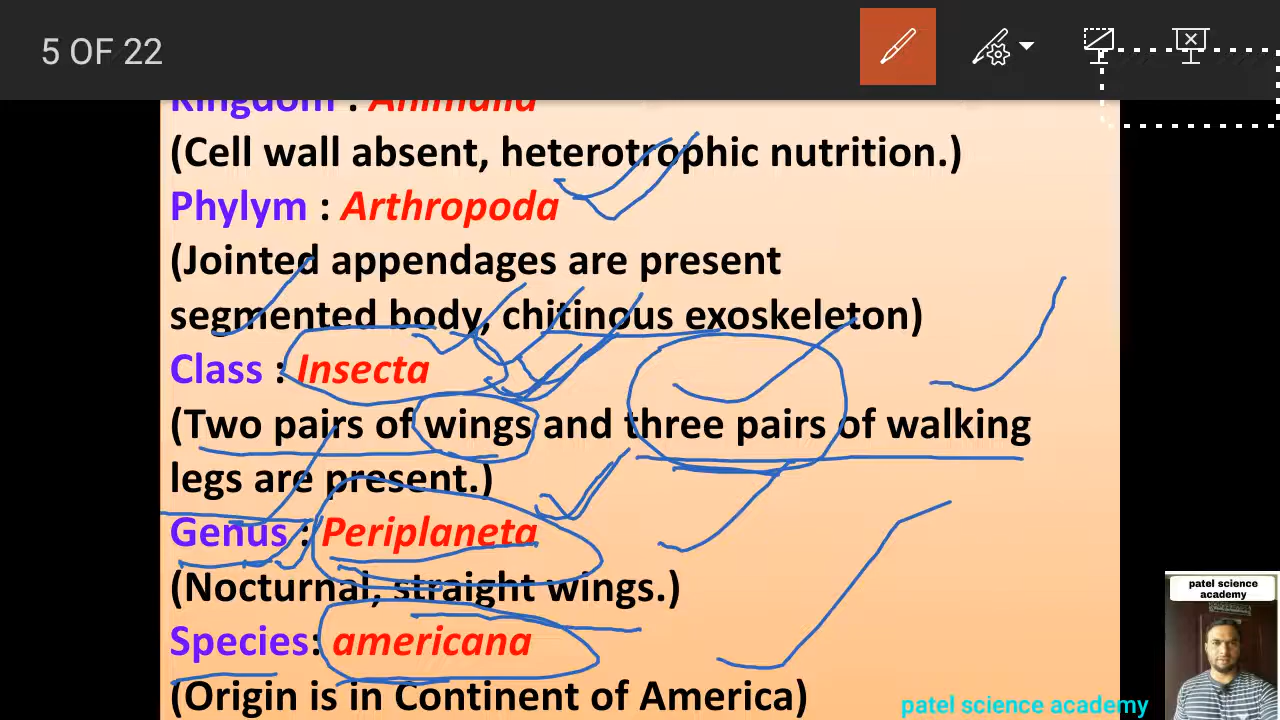 5 OF 22
Kingdom : Animalia
(Cell wall absent, heterotrophic nutrition.)
Phylym : Arthropoda
(Jointed appendages are present
segmented body, chitinous exoskeleton)
Class : Insecta
(Two pairs of wings and three pairs of walking
legs are present.)
Genus : Periplaneta
(Nocturnal, straight wings.)
Species: americana
(Origin is in Continent of America)
patel science
academy
patel science academy